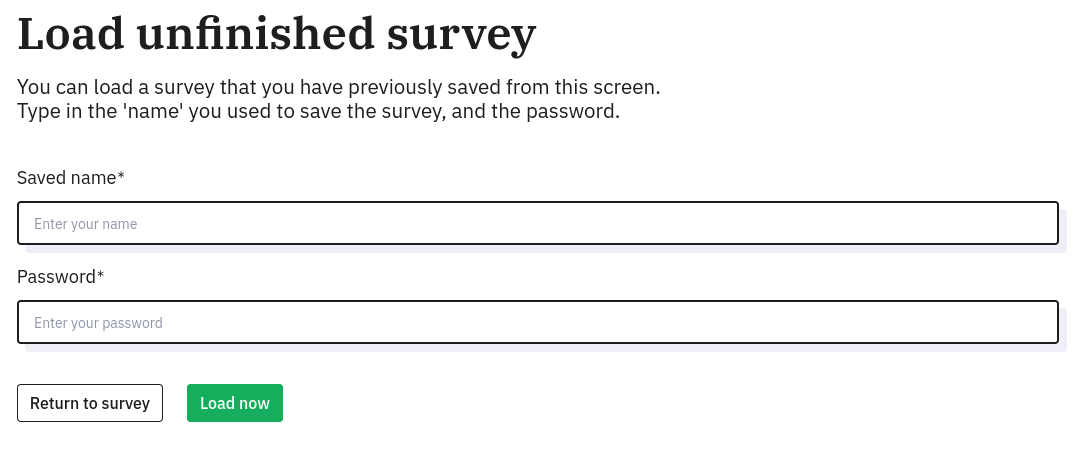 Load unfinished survey
You can load a survey that you have previously saved from this screen.
Type in the 'name' you used to save the survey, and the password.
Saved name*
Enter your name
Password*
Enter your password
Return to survey
Load now